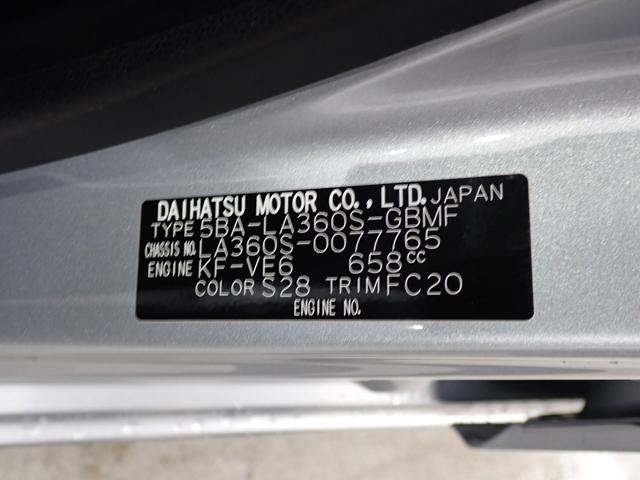 DAIHATSU MOTOR CO., LTD. JAPAN
TYPE 5BA-LA360S-GBMF
CHASSIS NO. LA360S-0077765
ENGINE KF-VE6 658cc
COLOR S28 TRIM FC20
ENGINE NO.